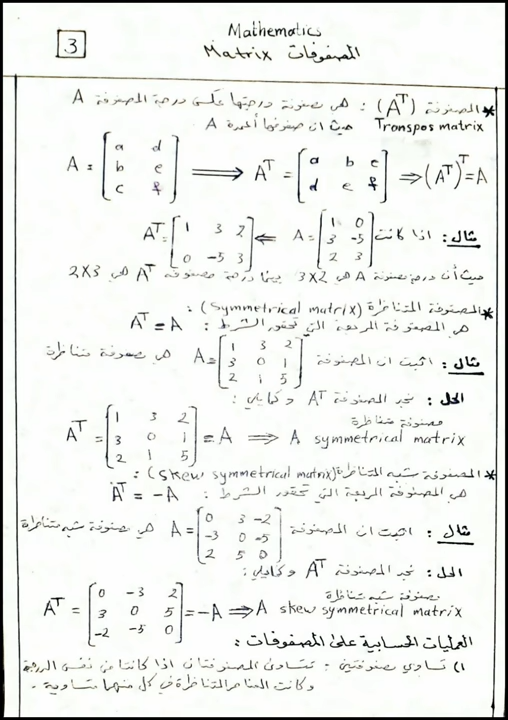 Mathematics
3
المصفوفات Matrix
* المصفوفة (Aᵀ) : هي مصفوفة درجتها عكس درجة المصفوفة A
Transpos matrix حيث ان صفوفها أعمدة A
A = [a d; b e; c f] ⟹ Aᵀ = [a b e; d e f] ⟹ (Aᵀ)ᵀ = A
مثال : اذا كانت A = [1 0; 3 -5; 2 3] ⟸ Aᵀ = [1 3 2; 0 -5 3]
حيث أن درجة مصفوفة A هي 3X2 بينما درجة مصفوفة Aᵀ هي 2X3
* المصفوفة المتناظرة (Symmetrical matrix) :
هي المصفوفة المربعة التي تحقق الشرط : Aᵀ = A
مثال : اثبت ان المصفوفة A = [1 3 2; 3 0 1; 2 1 5] هي مصفوفة متناظرة
الحل : نجد المصفوفة Aᵀ وكمايلي :
مصفوفة متناظرة
Aᵀ = [1 3 2; 3 0 1; 2 1 5] = A ⟹ A symmetrical matrix
* المصفوفة شبه المتناظرة (Skew symmetrical matrix) :
هي المصفوفة المربعة التي تحقق الشرط : Aᵀ = -A
مثال : اثبت ان المصفوفة A = [0 3 -2; -3 0 -5; 2 5 0] هي مصفوفة شبه متناظرة
الحل : نجد المصفوفة Aᵀ وكمايلي :
مصفوفة شبه متناظرة
Aᵀ = [0 -3 2; 3 0 5; -2 -5 0] = -A ⟹ A skew symmetrical matrix
العمليات الحسابية على المصفوفات :
1) تساوي مصفوفتين : تتساوى المصفوفتان اذا كانتا من نفس الدرجة
وكانت العناصر المتناظرة في كل منهما متساوية .